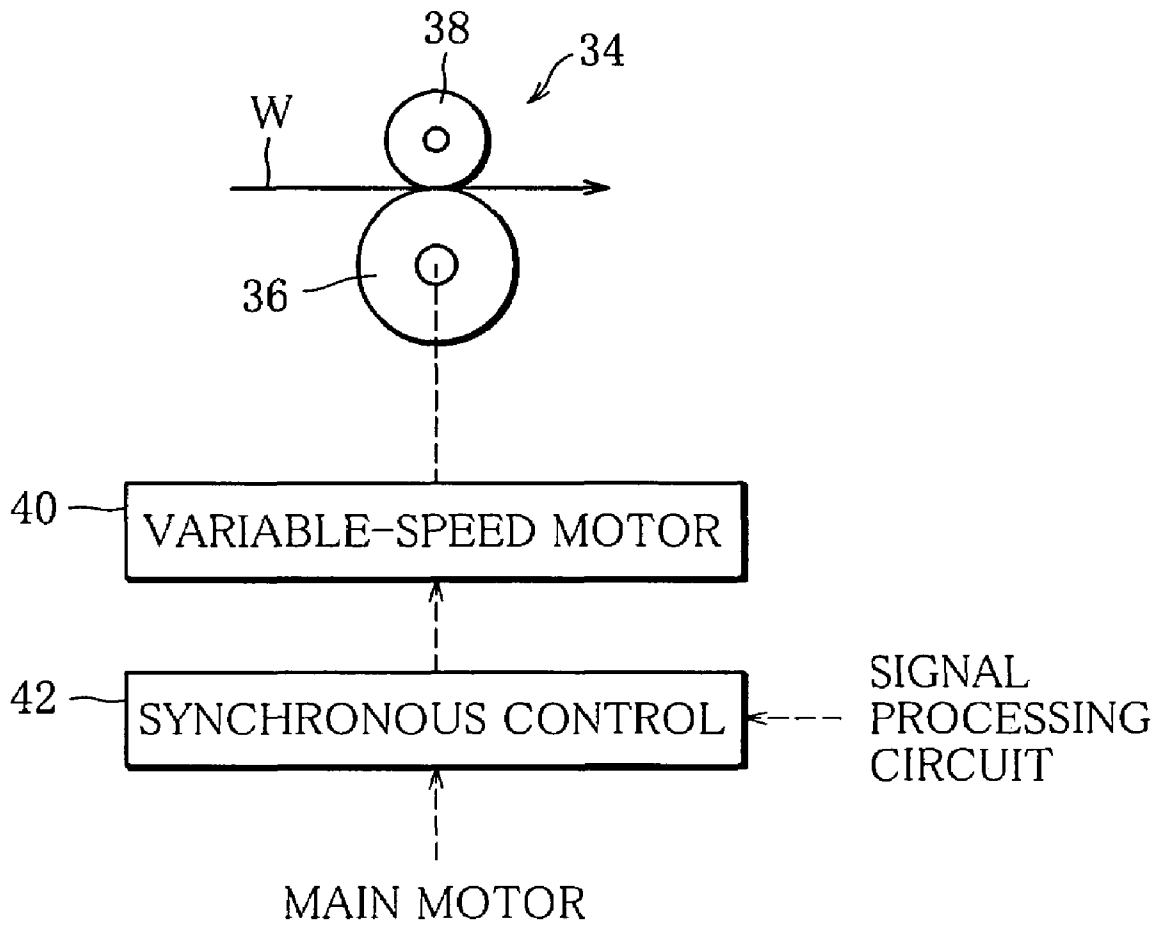 38
34
W
36
40
VARIABLE-SPEED MOTOR
42
SYNCHRONOUS CONTROL
SIGNAL
PROCESSING
CIRCUIT
MAIN MOTOR